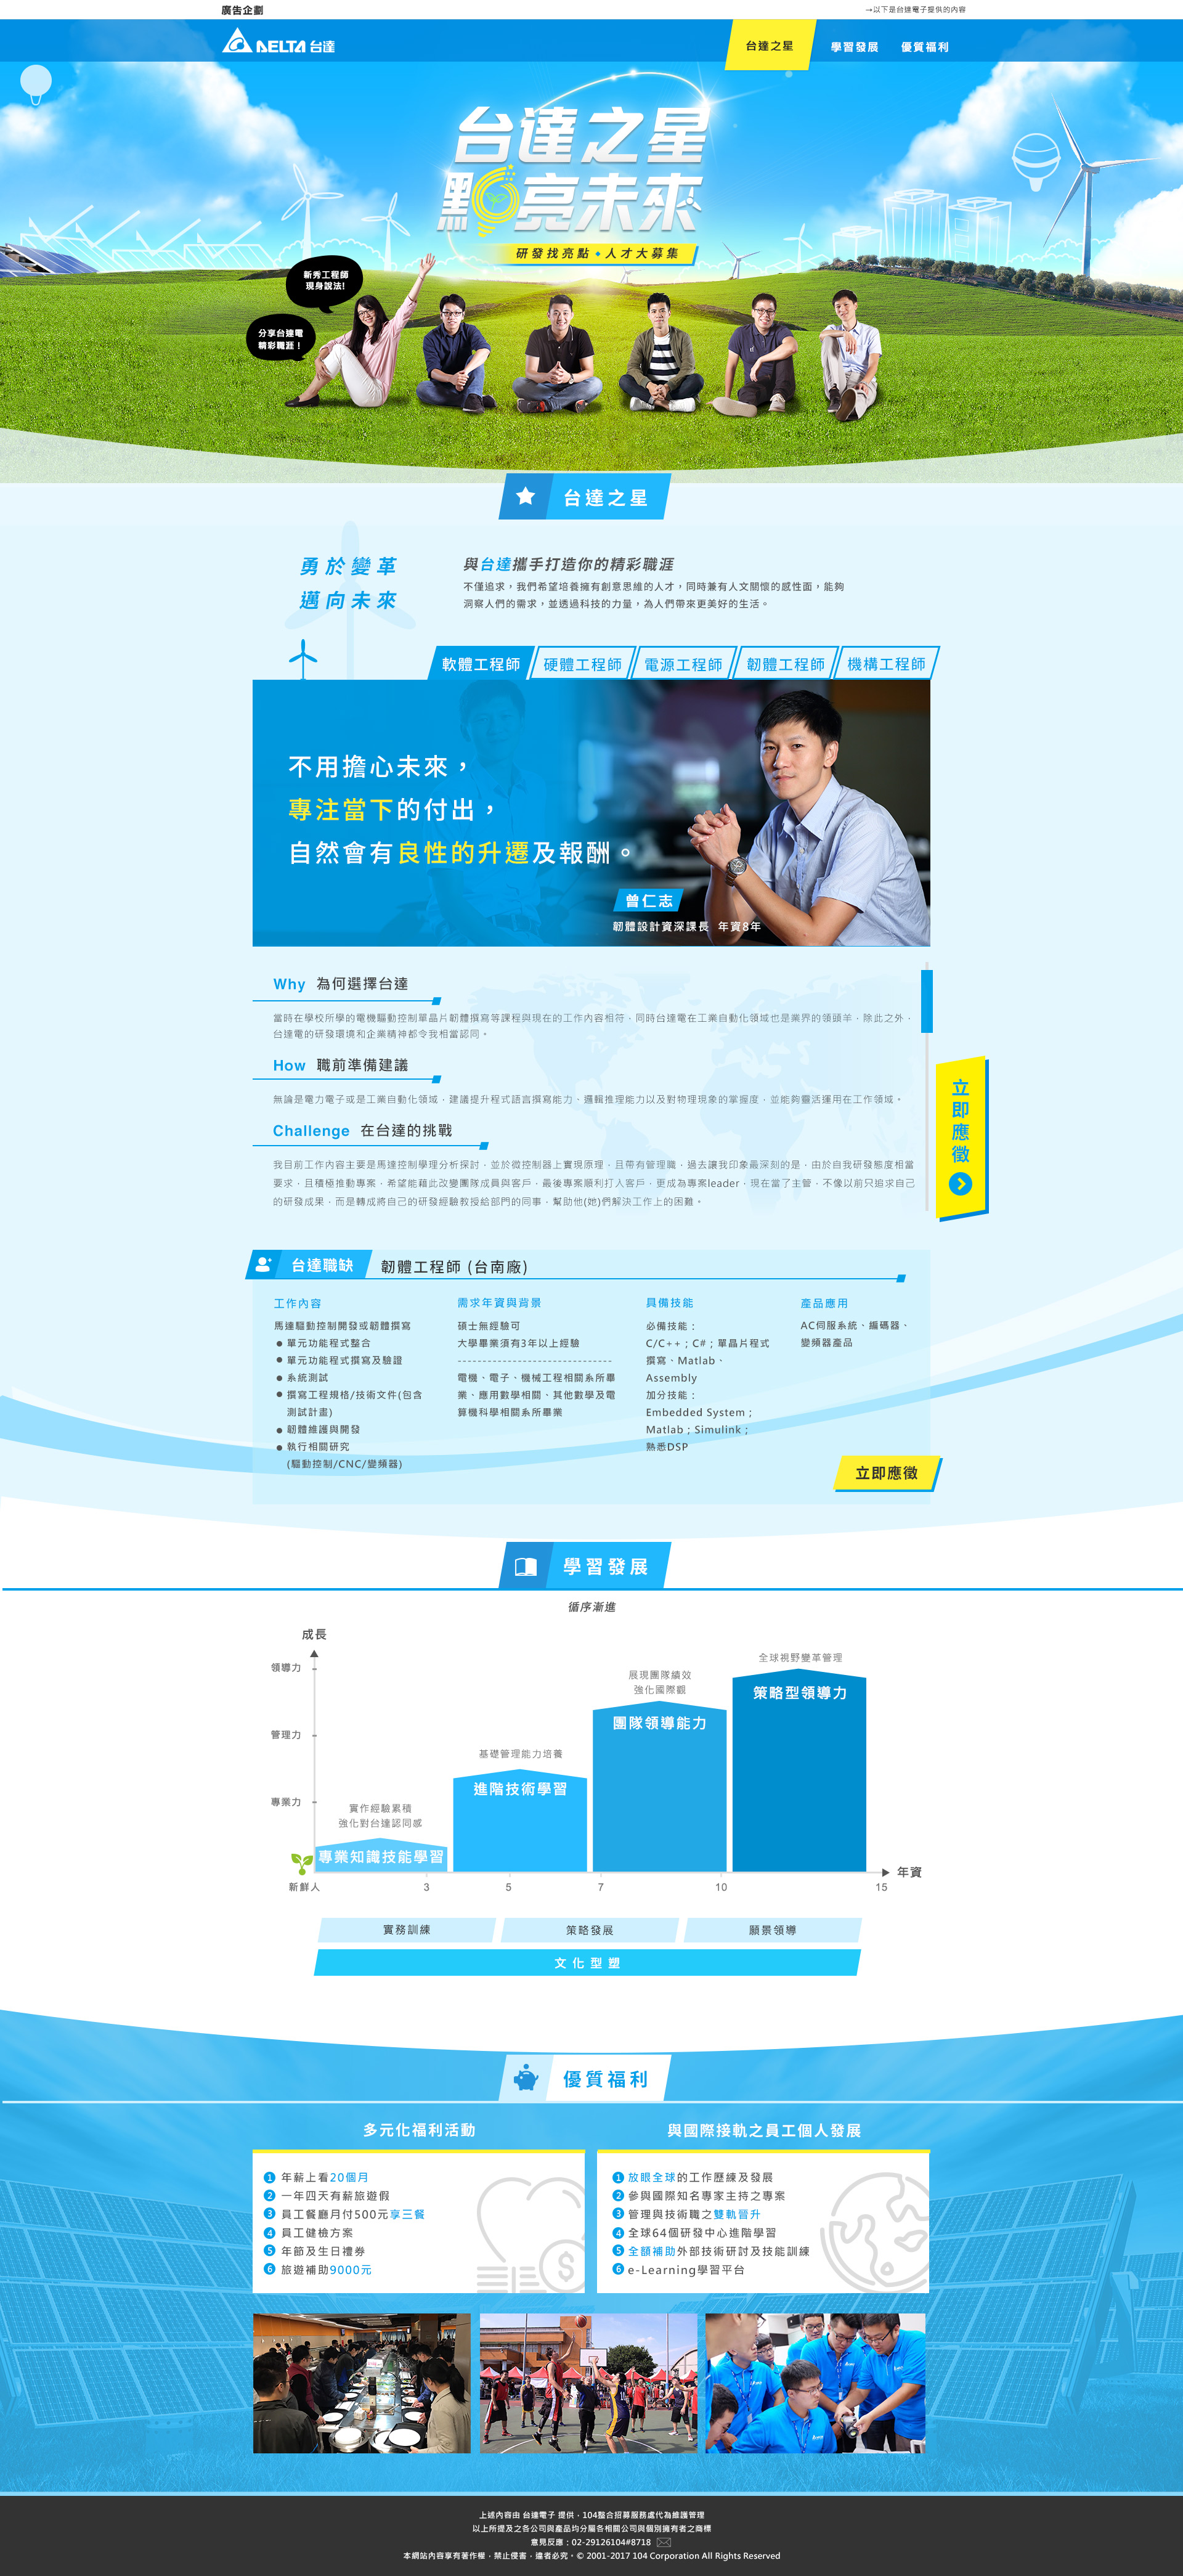 廣告企劃
→以下是台達電子提供的內容
DELTA 台達
台達之星
學習發展
優質福利
台達之星
點亮未來
研發找亮點•人才大募集
新秀工程師
現身說法!
分享台達電
精彩職涯！
台達之星
勇於變革
邁向未來
與台達攜手打造你的精彩職涯
不僅追求，我們希望培養擁有創意思維的人才，同時兼有人文關懷的感性面，能夠
洞察人們的需求，並透過科技的力量，為人們帶來更美好的生活。
軟體工程師
硬體工程師
電源工程師
韌體工程師
機構工程師
不用擔心未來，
專注當下的付出，
自然會有良性的升遷及報酬。
曾仁志
韌體設計資深課長 年資8年
Why 為何選擇台達
當時在學校所學的電機驅動控制單晶片韌體撰寫等課程與現在的工作內容相符，同時台達電在工業自動化領域也是業界的領頭羊，除此之外，
台達電的研發環境和企業精神都令我相當認同。
How 職前準備建議
無論是電力電子或是工業自動化領域，建議提升程式語言撰寫能力、邏輯推理能力以及對物理現象的掌握度，並能夠靈活運用在工作領域。
Challenge 在台達的挑戰
我目前工作內容主要是馬達控制學理分析探討，並於微控制器上實現原理，且帶有管理職，過去讓我印象最深刻的是，由於自我研發態度相當
要求，且積極推動專案，希望能藉此改變團隊成員與客戶，最後專案順利打入客戶，更成為專案leader，現在當了主管，不像以前只追求自己
的研發成果，而是轉成將自己的研發經驗教授給部門的同事，幫助他(她)們解決工作上的困難。
立即應徵
台達職缺
韌體工程師 (台南廠)
工作內容
馬達驅動控制開發或韌體撰寫
● 單元功能程式整合
● 單元功能程式撰寫及驗證
● 系統測試
● 撰寫工程規格/技術文件(包含
測試計畫)
● 韌體維護與開發
● 執行相關研究
(驅動控制/CNC/變頻器)
需求年資與背景
碩士無經驗可
大學畢業須有3年以上經驗
-------------------------------
電機、電子、機械工程相關系所畢
業、應用數學相關、其他數學及電
算機科學相關系所畢業
具備技能
必備技能：
C/C++；C#；單晶片程式
撰寫、Matlab、
Assembly
加分技能：
Embedded System；
Matlab；Simulink；
熟悉DSP
產品應用
AC伺服系統、編碼器、
變頻器產品
立即應徵
學習發展
循序漸進
成長
領導力
管理力
專業力
實作經驗累積
強化對台達認同感
專業知識技能學習
基礎管理能力培養
進階技術學習
展現團隊績效
強化國際觀
團隊領導能力
全球視野變革管理
策略型領導力
年資
新鮮人
3
5
7
10
15
實務訓練
策略發展
願景領導
文化型塑
優質福利
多元化福利活動
1 年薪上看20個月
2 一年四天有薪旅遊假
3 員工餐廳月付500元享三餐
4 員工健檢方案
5 年節及生日禮券
6 旅遊補助9000元
與國際接軌之員工個人發展
1 放眼全球的工作歷練及發展
2 參與國際知名專家主持之專案
3 管理與技術職之雙軌晉升
4 全球64個研發中心進階學習
5 全額補助外部技術研討及技能訓練
6 e-Learning學習平台
上述內容由 台達電子 提供，104整合招募服務處代為維護管理
以上所提及之各公司與產品均分屬各相關公司與個別擁有者之商標
意見反應：02-29126104#8718
本網站內容享有著作權，禁止侵害，違者必究。© 2001-2017 104 Corporation All Rights Reserved